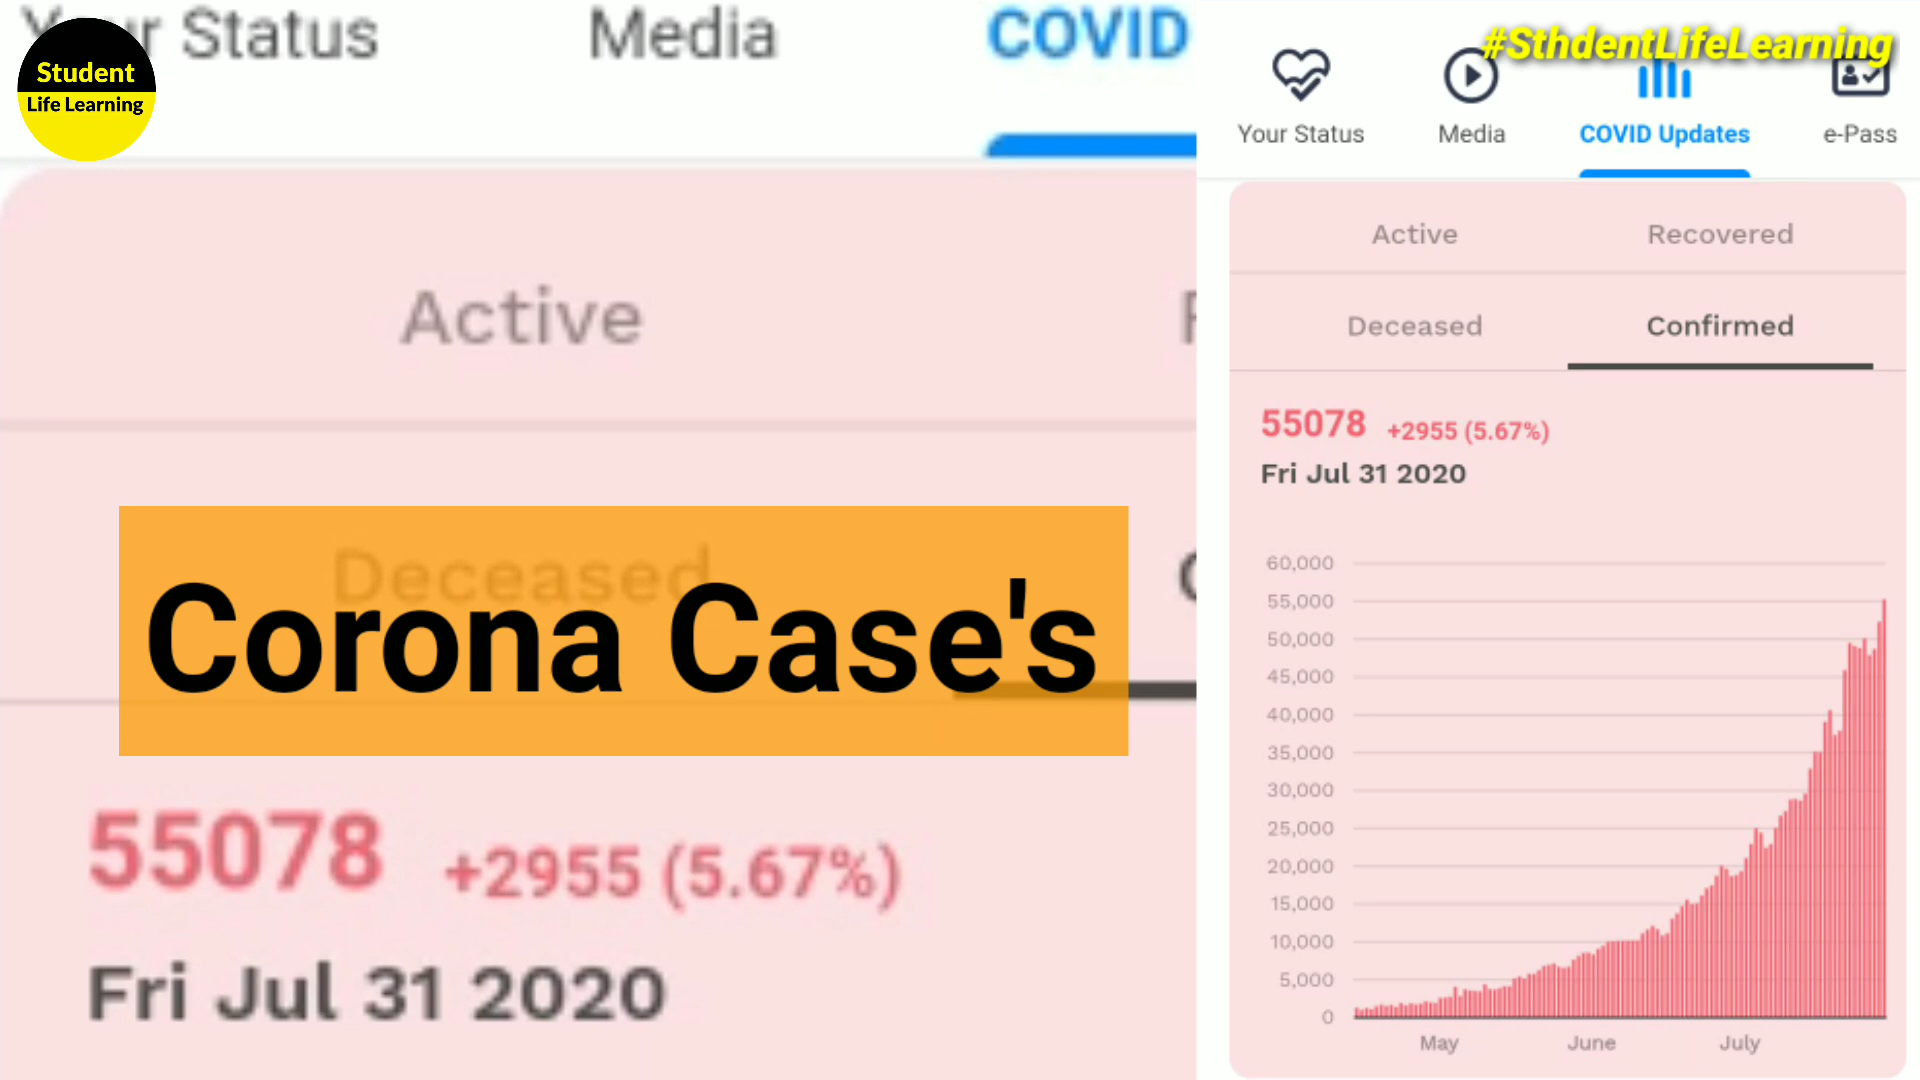 Your Status
Media
COVID
Student
Life Learning
Active
Deceased
Corona Case's
55078 +2955 (5.67%)
Fri Jul 31 2020
#SthdentLifeLearning
Your Status
Media
COVID Updates
e-Pass
Active
Recovered
Deceased
Confirmed
55078 +2955 (5.67%)
Fri Jul 31 2020
60,000
55,000
50,000
45,000
40,000
35,000
30,000
25,000
20,000
15,000
10,000
5,000
0
May
June
July